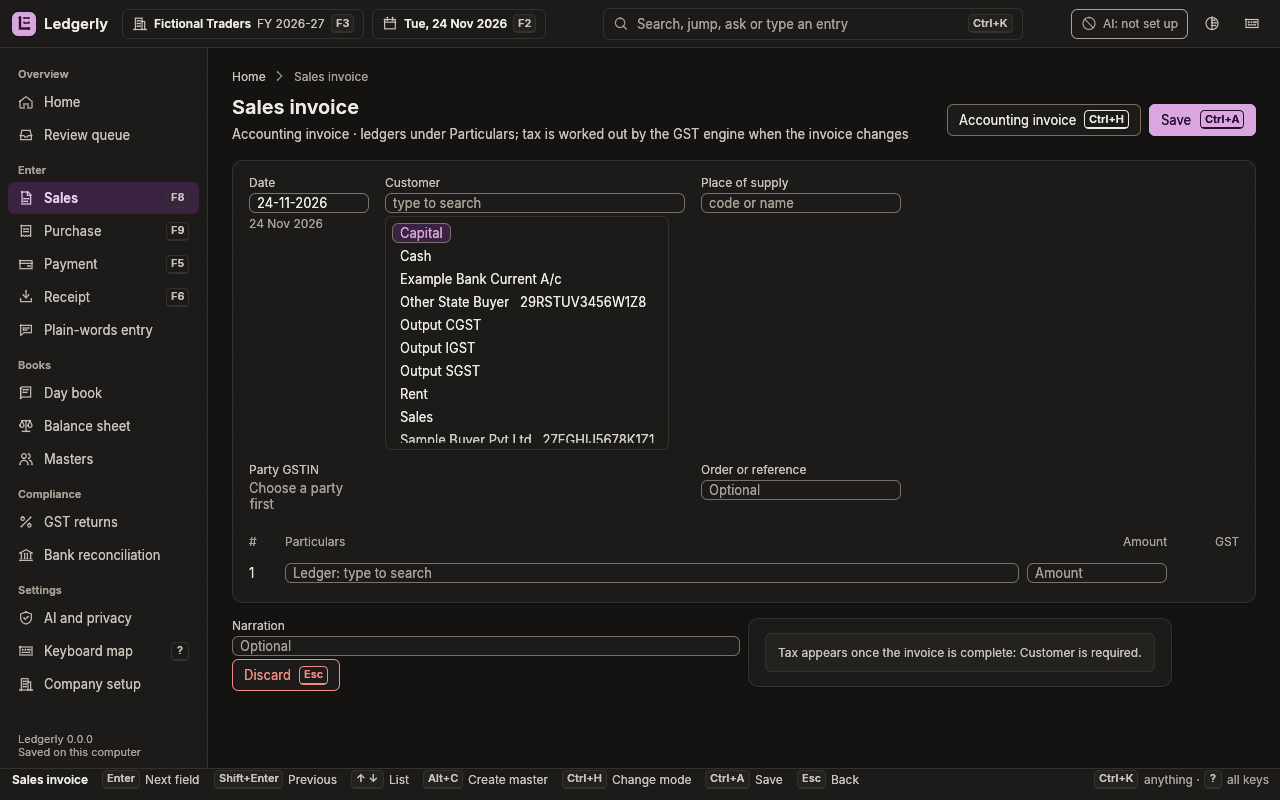 Ledgerly
Fictional Traders FY 2026-27 F3
Tue, 24 Nov 2026 F2
Search, jump, ask or type an entry Ctrl+K
AI: not set up
Overview
Home
Review queue
Enter
Sales F8
Purchase F9
Payment F5
Receipt F6
Plain-words entry
Books
Day book
Balance sheet
Masters
Compliance
GST returns
Bank reconciliation
Settings
AI and privacy
Keyboard map ?
Company setup
Ledgerly 0.0.0
Saved on this computer
Home Sales invoice
Sales invoice
Accounting invoice · ledgers under Particulars; tax is worked out by the GST engine when the invoice changes
Accounting invoice Ctrl+H
Save Ctrl+A
Date Customer Place of supply
24-11-2026 type to search code or name
24 Nov 2026
Capital
Cash
Example Bank Current A/c
Other State Buyer 29RSTUV3456W1Z8
Output CGST
Output IGST
Output SGST
Rent
Sales
Sample Buyer Pvt Ltd 27FGHIJ5678K1Z1
Party GSTIN Order or reference
Choose a party Optional
first
# Particulars Amount GST
1 Ledger: type to search Amount
Narration
Optional
Discard Esc
Tax appears once the invoice is complete: Customer is required.
Sales invoice Enter Next field Shift+Enter Previous ↑ ↓ List Alt+C Create master Ctrl+H Change mode Ctrl+A Save Esc Back Ctrl+K anything · ? all keys